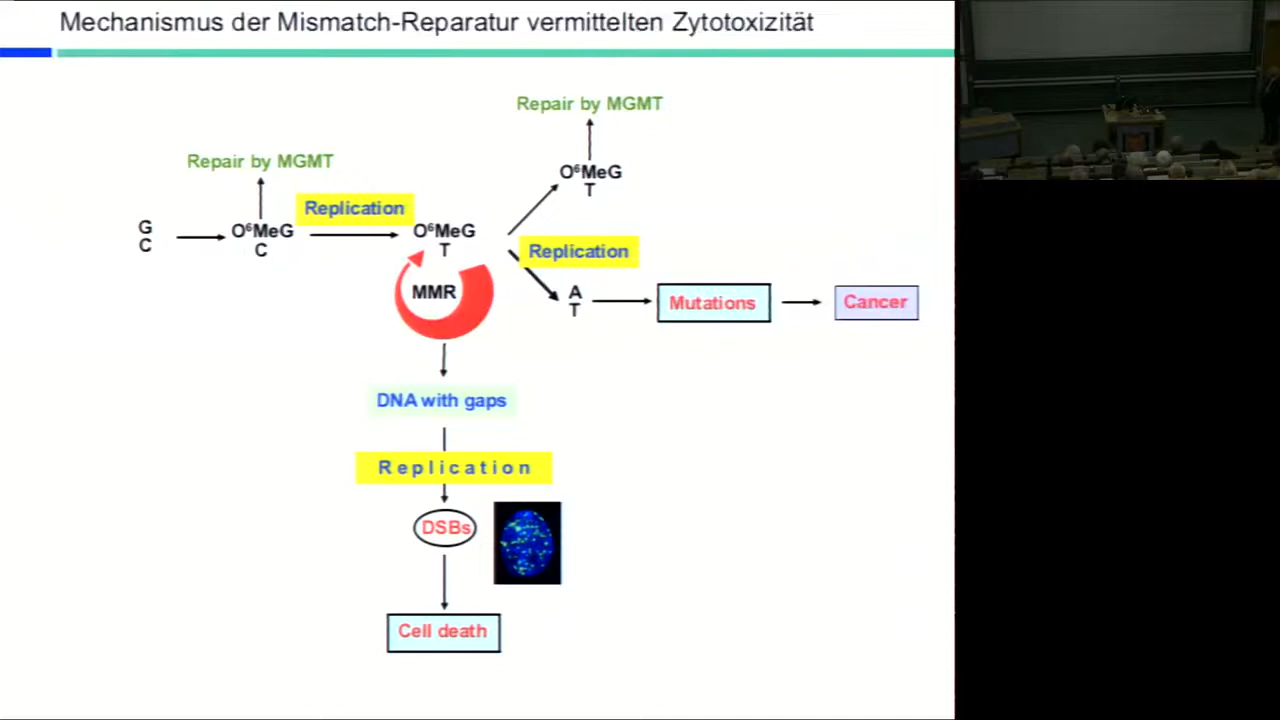 Mechanismus der Mismatch-Reparatur vermittelten Zytotoxizität
Repair by MGMT
O⁶MeG
T
Repair by MGMT
G
C
O⁶MeG
C
Replication
O⁶MeG
T
Replication
A
T
Mutations
Cancer
MMR
DNA with gaps
Replication
DSBs
Cell death